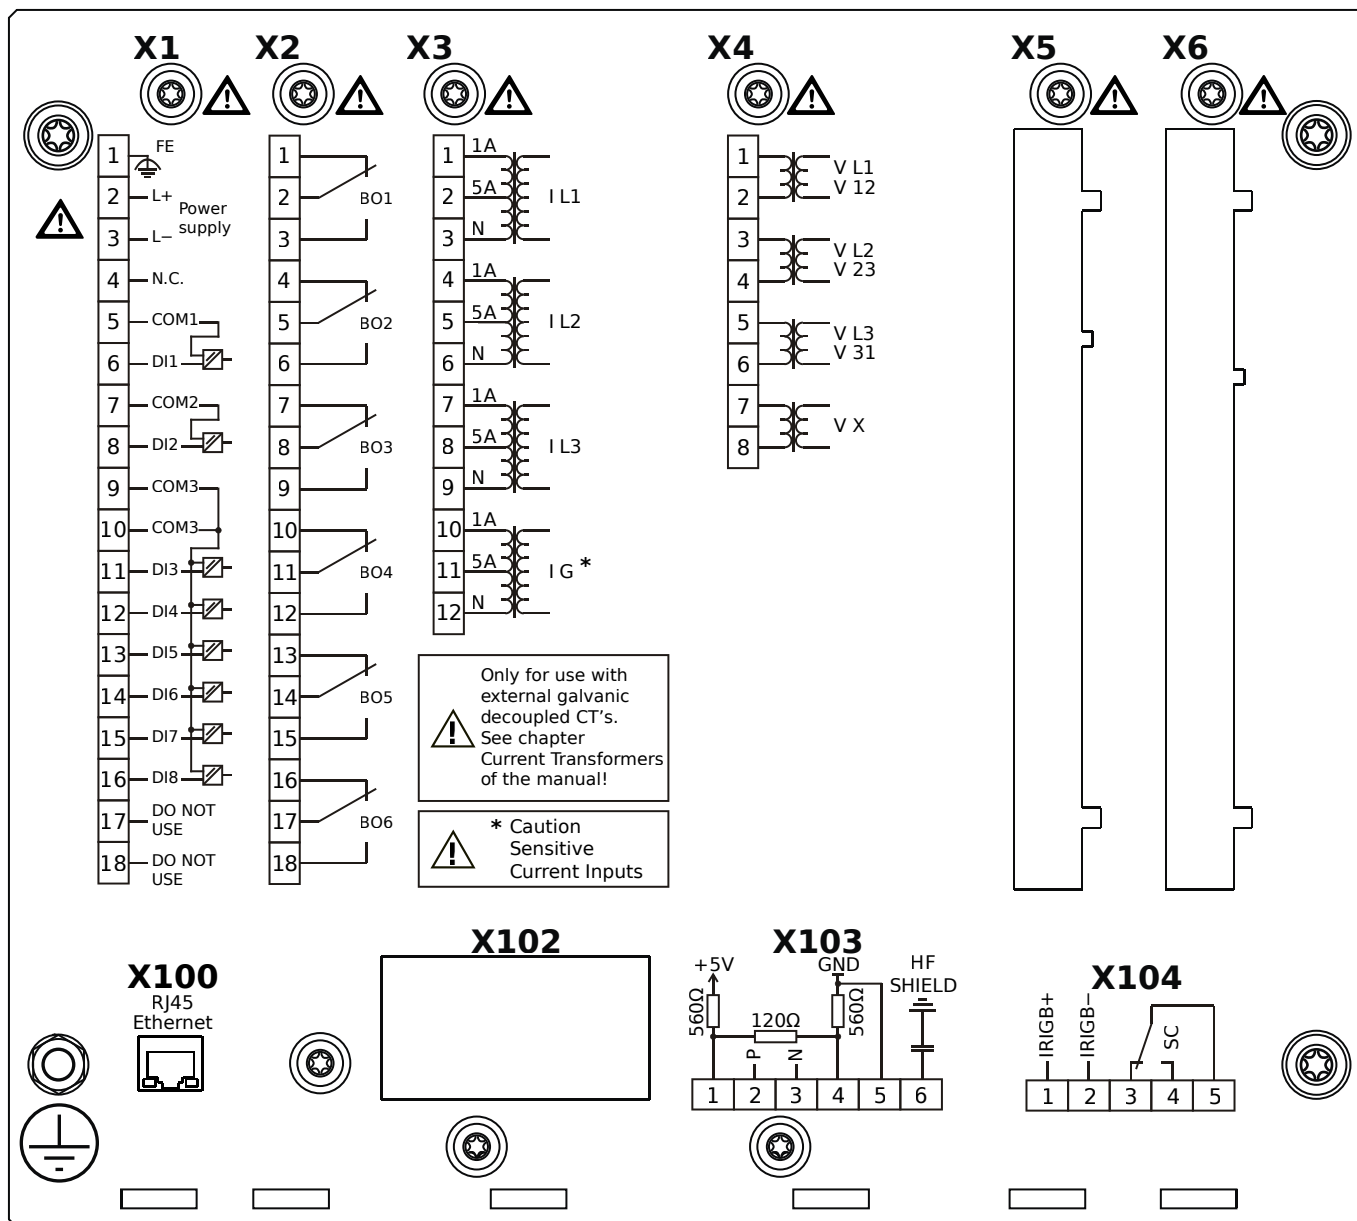 X1
X2
X3
X4
X5
X6
1 FE
2 L+
Power
supply
3 L−
4 N.C.
5 COM1
6 DI1
7 COM2
8 DI2
9 COM3
10 COM3
11 DI3
12 DI4
13 DI5
14 DI6
15 DI7
16 DI8
17 DO NOT
USE
18 DO NOT
USE
1
2 BO1
3
4
5 BO2
6
7
8 BO3
9
10
11 BO4
12
13
14 BO5
15
16
17 BO6
18
1 1A
2 5A I L1
3 N
4 1A
5 5A I L2
6 N
7 1A
8 5A I L3
9 N
10 1A
11 5A I G *
12 N
1 V L1
2 V 12
3 V L2
4 V 23
5 V L3
6 V 31
7 V X
8
Only for use with
external galvanic
decoupled CT’s.
See chapter
Current Transformers
of the manual!
* Caution
Sensitive
Current Inputs
X100
RJ45
Ethernet
X102
X103
+5V
GND
HF
SHIELD
560Ω
120Ω
560Ω
P
N
1 2 3 4 5 6
X104
IRIGB+
IRIGB−
SC
1 2 3 4 5